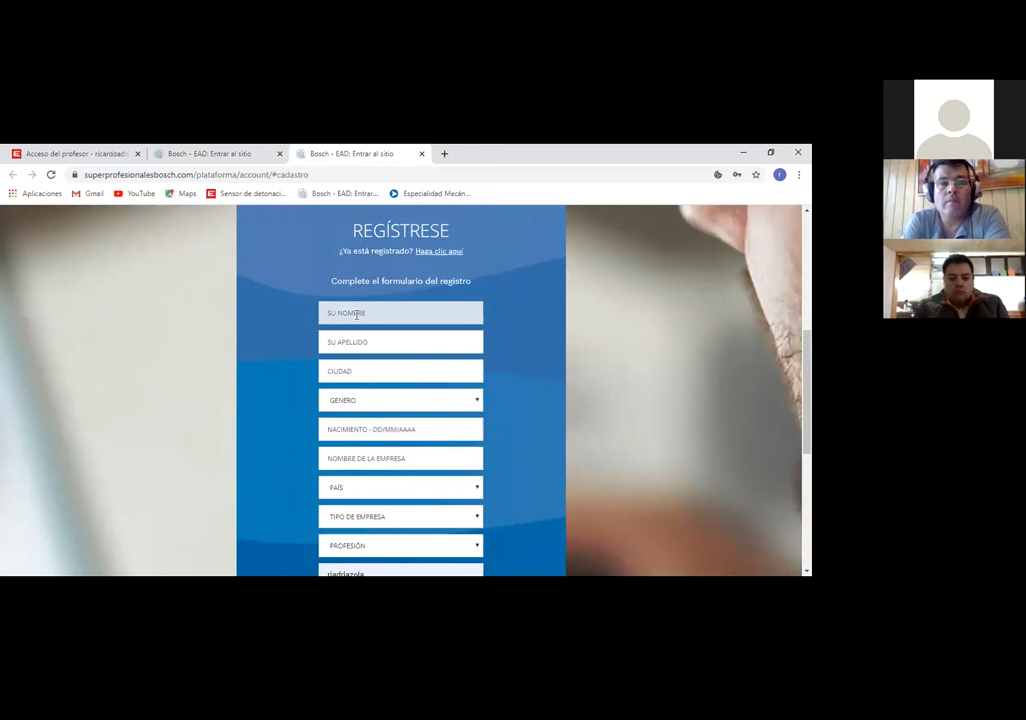 Acceso del profesor - ricardoadi
Bosch - EAD: Entrar al sitio
Bosch - EAD: Entrar al sitio
superprofesionalesbosch.com/plataforma/account/#cadastro
Aplicaciones
Gmail
YouTube
Maps
Sensor de detonaci...
Bosch - EAD: Entrar...
Especialidad Mecán...
REGÍSTRESE
¿Ya está registrado? Haga clic aquí
Complete el formulario del registro
SU NOMBRE
SU APELLIDO
CIUDAD
GENERO
NACIMIENTO - DD/MM/AAAA
NOMBRE DE LA EMPRESA
PAÍS
TIPO DE EMPRESA
PROFESIÓN
riadriazola